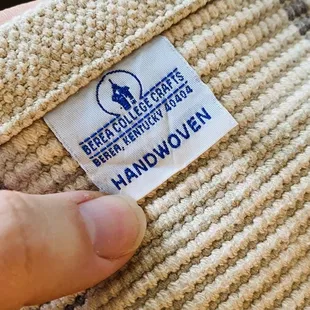 BEREA COLLEGE CRAFTS
BEREA, KENTUCKY 40404
HANDWOVEN